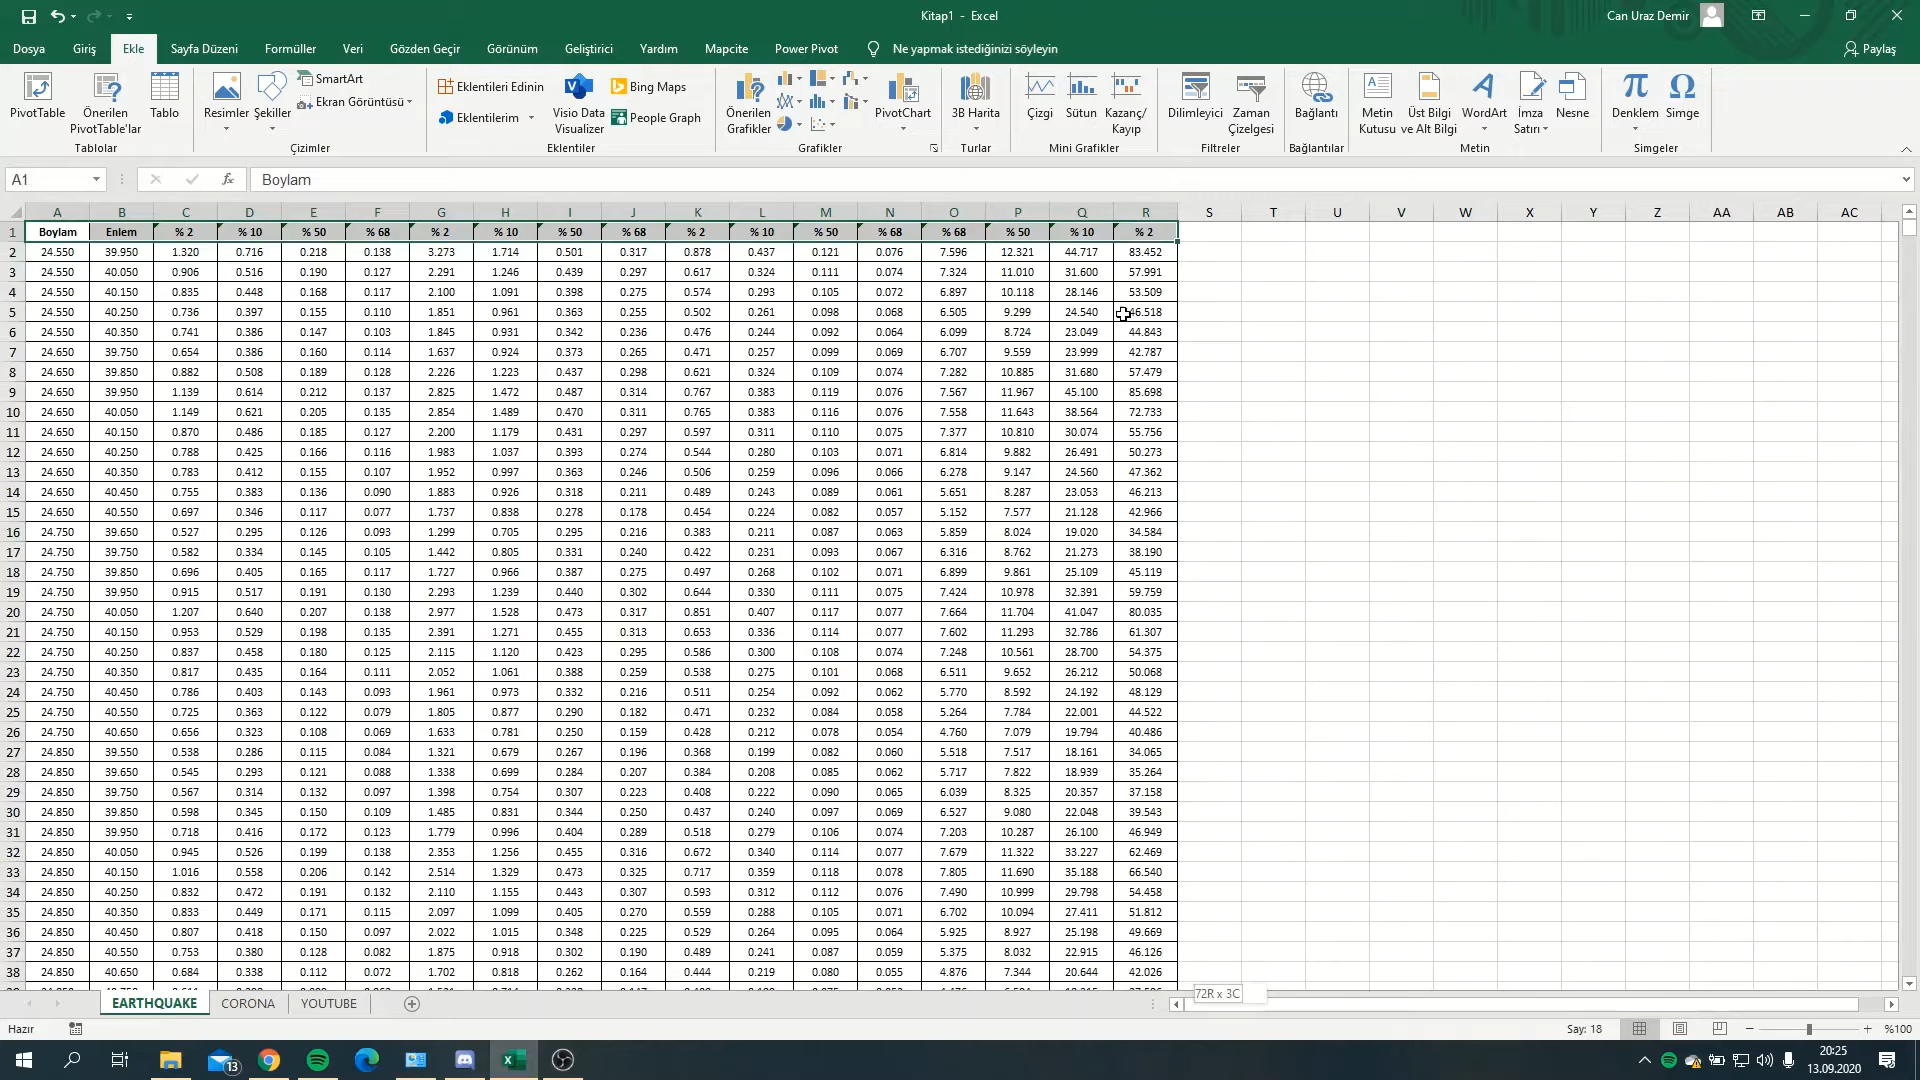 Kitap1 - Excel
Can Uraz Demir
Dosya Giriş Ekle Sayfa Düzeni Formüller Veri Gözden Geçir Görünüm Geliştirici Yardım Mapcite Power Pivot Ne yapmak istediğinizi söyleyin Paylaş
PivotTable
Önerilen PivotTable'lar
Tablo
Tablolar
Resimler
Şekiller
SmartArt
Ekran Görüntüsü
Çizimler
Eklentileri Edinin
Eklentilerim
Visio Data Visualizer
Bing Maps
People Graph
Eklentiler
Önerilen Grafikler
PivotChart
Grafikler
3B Harita
Turlar
Çizgi
Sütun
Kazanç/ Kayıp
Mini Grafikler
Dilimleyici
Zaman Çizelgesi
Filtreler
Bağlantı
Bağlantılar
Metin Kutusu
Üst Bilgi ve Alt Bilgi
WordArt
İmza Satırı
Nesne
Metin
Denklem
Simge
Simgeler
A1 fx Boylam
A B C D E F G H I J K L M N O P Q R S T U V W X Y Z AA AB AC
1 Boylam Enlem % 2 % 10 % 50 % 68 % 2 % 10 % 50 % 68 % 2 % 10 % 50 % 68 % 68 % 50 % 10 % 2
2 24.550 39.950 1.320 0.716 0.218 0.138 3.273 1.714 0.501 0.317 0.878 0.437 0.121 0.076 7.596 12.321 44.717 83.452
3 24.550 40.050 0.906 0.516 0.190 0.127 2.291 1.246 0.439 0.297 0.617 0.324 0.111 0.074 7.324 11.010 31.600 57.991
4 24.550 40.150 0.835 0.448 0.168 0.117 2.100 1.091 0.398 0.275 0.574 0.293 0.105 0.072 6.897 10.118 28.146 53.509
5 24.550 40.250 0.736 0.397 0.155 0.110 1.851 0.961 0.363 0.255 0.502 0.261 0.098 0.068 6.505 9.299 24.540 46.518
6 24.550 40.350 0.741 0.386 0.147 0.103 1.845 0.931 0.342 0.236 0.476 0.244 0.092 0.064 6.099 8.724 23.049 44.843
7 24.650 39.750 0.654 0.386 0.160 0.114 1.637 0.924 0.373 0.265 0.471 0.257 0.099 0.069 6.707 9.559 23.999 42.787
8 24.650 39.850 0.882 0.508 0.189 0.128 2.226 1.223 0.437 0.298 0.621 0.324 0.109 0.074 7.282 10.885 31.680 57.479
9 24.650 39.950 1.139 0.614 0.212 0.137 2.825 1.472 0.487 0.314 0.767 0.383 0.119 0.076 7.567 11.967 45.100 85.698
10 24.650 40.050 1.149 0.621 0.205 0.135 2.854 1.489 0.470 0.311 0.765 0.383 0.116 0.076 7.558 11.643 38.564 72.733
11 24.650 40.150 0.870 0.486 0.185 0.127 2.200 1.179 0.431 0.297 0.597 0.311 0.110 0.075 7.377 10.810 30.074 55.756
12 24.650 40.250 0.788 0.425 0.166 0.116 1.983 1.037 0.393 0.274 0.544 0.280 0.103 0.071 6.814 9.882 26.491 50.273
13 24.650 40.350 0.783 0.412 0.155 0.107 1.952 0.997 0.363 0.246 0.506 0.259 0.096 0.066 6.278 9.147 24.560 47.362
14 24.650 40.450 0.755 0.383 0.136 0.090 1.883 0.926 0.318 0.211 0.489 0.243 0.089 0.061 5.651 8.287 23.053 46.213
15 24.650 40.550 0.697 0.346 0.117 0.077 1.737 0.838 0.278 0.178 0.454 0.224 0.082 0.057 5.152 7.577 21.128 42.966
16 24.750 39.650 0.527 0.295 0.126 0.093 1.299 0.705 0.295 0.216 0.383 0.211 0.087 0.063 5.859 8.024 19.020 34.584
17 24.750 39.750 0.582 0.334 0.145 0.105 1.442 0.805 0.331 0.240 0.422 0.231 0.093 0.067 6.316 8.762 21.273 38.190
18 24.750 39.850 0.696 0.405 0.165 0.117 1.727 0.966 0.387 0.275 0.497 0.268 0.102 0.071 6.899 9.861 25.109 45.119
19 24.750 39.950 0.915 0.517 0.191 0.130 2.293 1.239 0.440 0.302 0.644 0.330 0.111 0.075 7.424 10.978 32.391 59.759
20 24.750 40.050 1.207 0.640 0.207 0.138 2.977 1.528 0.473 0.317 0.851 0.407 0.117 0.077 7.664 11.704 41.047 80.035
21 24.750 40.150 0.953 0.529 0.198 0.135 2.391 1.271 0.455 0.313 0.653 0.336 0.114 0.077 7.602 11.293 32.786 61.307
22 24.750 40.250 0.837 0.458 0.180 0.125 2.115 1.120 0.423 0.295 0.586 0.300 0.108 0.074 7.248 10.561 28.700 54.375
23 24.750 40.350 0.817 0.435 0.164 0.111 2.052 1.061 0.388 0.259 0.538 0.275 0.101 0.068 6.511 9.652 26.212 50.068
24 24.750 40.450 0.786 0.403 0.143 0.093 1.961 0.973 0.332 0.216 0.511 0.254 0.092 0.062 5.770 8.592 24.192 48.129
25 24.750 40.550 0.725 0.363 0.122 0.079 1.805 0.877 0.290 0.182 0.471 0.232 0.084 0.058 5.264 7.784 22.001 44.522
26 24.750 40.650 0.656 0.323 0.108 0.069 1.633 0.781 0.250 0.159 0.428 0.212 0.078 0.054 4.760 7.079 19.794 40.486
27 24.850 39.550 0.538 0.286 0.115 0.084 1.321 0.679 0.267 0.196 0.368 0.199 0.082 0.060 5.518 7.517 18.161 34.065
28 24.850 39.650 0.545 0.293 0.121 0.088 1.338 0.699 0.284 0.207 0.384 0.208 0.085 0.062 5.717 7.822 18.939 35.264
29 24.850 39.750 0.567 0.314 0.132 0.097 1.398 0.754 0.307 0.223 0.408 0.222 0.090 0.065 6.039 8.325 20.357 37.158
30 24.850 39.850 0.598 0.345 0.150 0.109 1.485 0.831 0.344 0.250 0.437 0.240 0.097 0.069 6.527 9.080 22.048 39.543
31 24.850 39.950 0.718 0.416 0.172 0.123 1.779 0.996 0.404 0.289 0.518 0.279 0.106 0.074 7.203 10.287 26.100 46.949
32 24.850 40.050 0.945 0.526 0.199 0.138 2.353 1.256 0.455 0.316 0.672 0.340 0.114 0.077 7.679 11.322 33.227 62.469
33 24.850 40.150 1.016 0.558 0.206 0.142 2.514 1.329 0.473 0.325 0.717 0.359 0.118 0.078 7.805 11.690 35.188 66.540
34 24.850 40.250 0.832 0.472 0.191 0.132 2.110 1.155 0.443 0.307 0.593 0.312 0.112 0.076 7.490 10.999 29.798 54.458
35 24.850 40.350 0.833 0.449 0.171 0.115 2.097 1.099 0.405 0.270 0.559 0.288 0.105 0.071 6.702 10.094 27.411 51.812
36 24.850 40.450 0.807 0.418 0.150 0.097 2.022 1.015 0.348 0.225 0.529 0.264 0.095 0.064 5.925 8.927 25.198 49.669
37 24.850 40.550 0.753 0.380 0.128 0.082 1.875 0.918 0.302 0.190 0.489 0.241 0.087 0.059 5.375 8.032 22.915 46.126
38 24.850 40.650 0.684 0.338 0.112 0.072 1.702 0.818 0.262 0.164 0.444 0.219 0.080 0.055 4.876 7.344 20.644 42.026
EARTHQUAKE CORONA YOUTUBE
72R x 3C
Hazır Say: 18 %100
13
20:25
13.09.2020